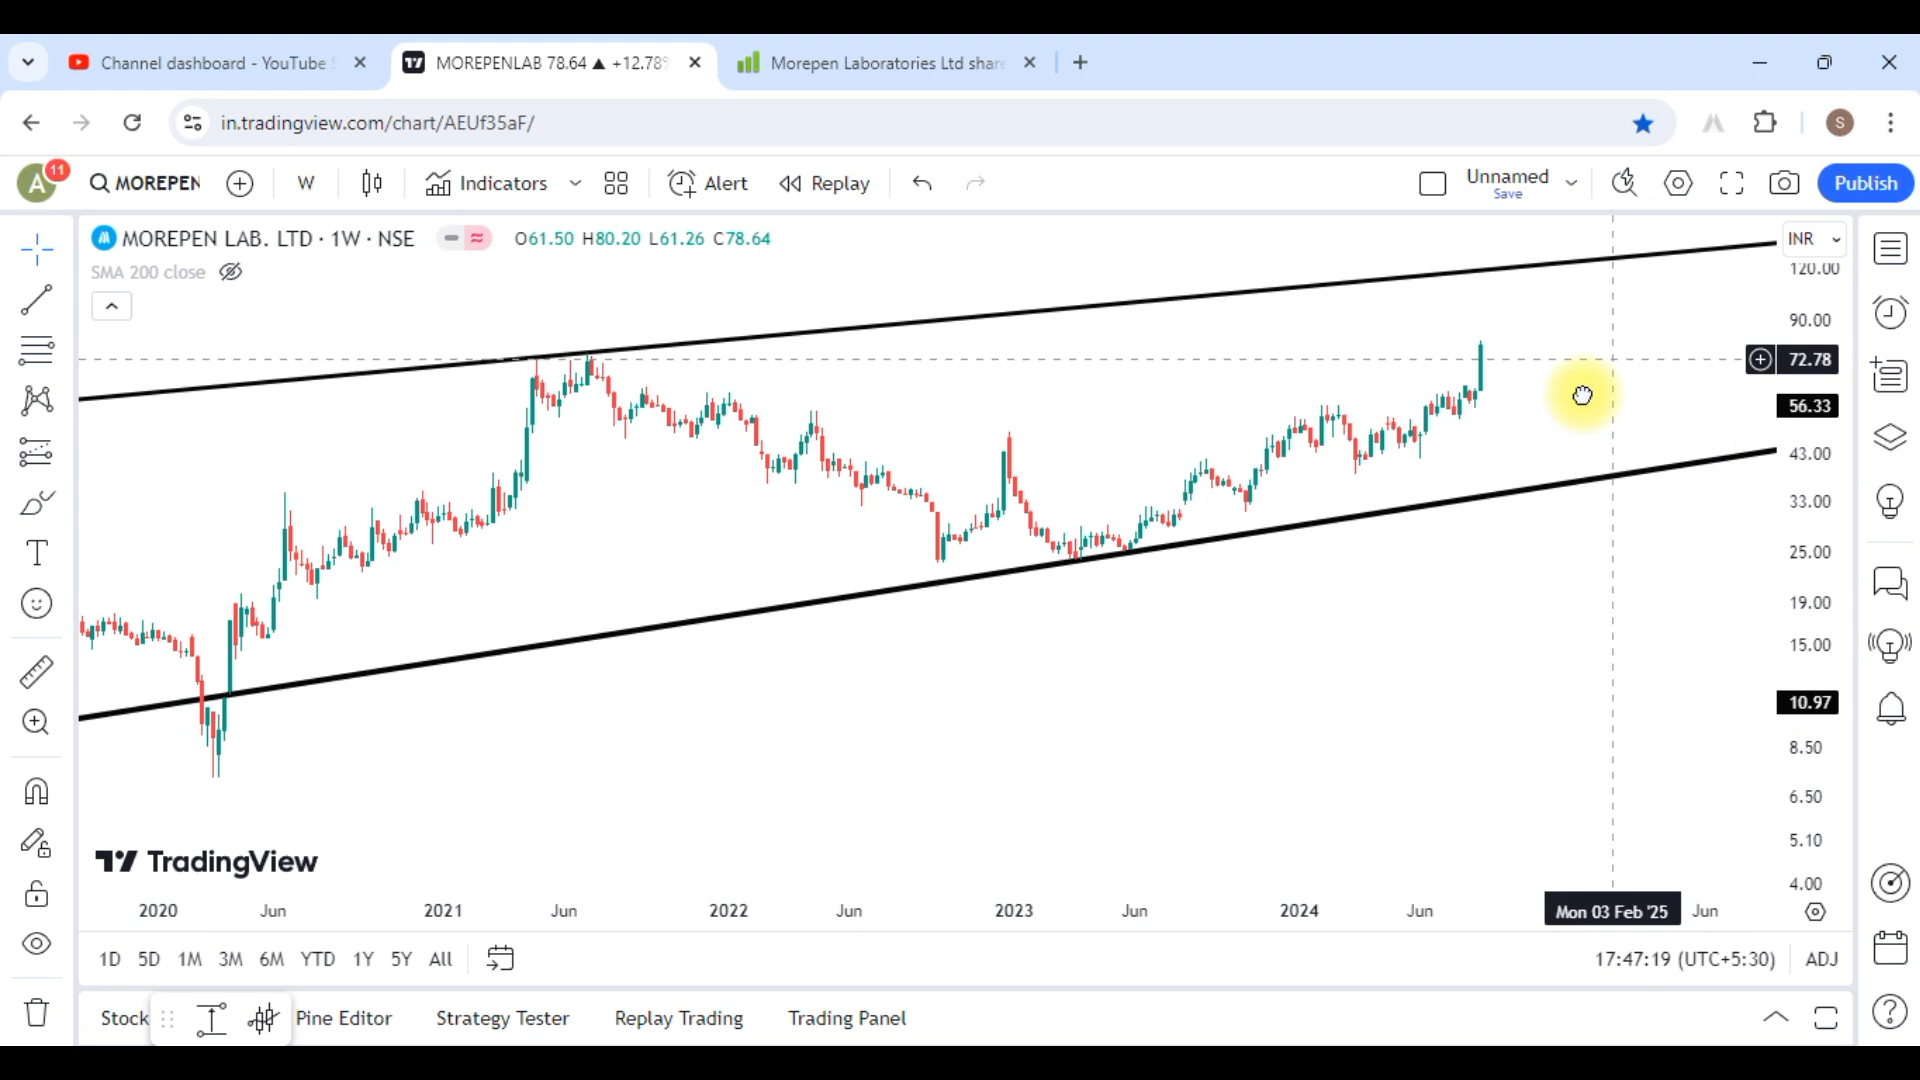 Channel dashboard - YouTube S
MOREPENLAB 78.64 ▲ +12.78%
Morepen Laboratories Ltd share
in.tradingview.com/chart/AEUf35aF/
S
A
11
MOREPEN
W
Indicators
Alert
Replay
Unnamed
Save
Publish
MOREPEN LAB. LTD · 1W · NSE
O61.50 H80.20 L61.26 C78.64
INR
SMA 200 close
120.00
90.00
72.78
56.33
43.00
33.00
25.00
19.00
15.00
10.97
8.50
6.50
5.10
4.00
TradingView
2020
Jun
2021
Jun
2022
Jun
2023
Jun
2024
Jun
Mon 03 Feb '25
Jun
1D 5D 1M 3M 6M YTD 1Y 5Y All
17:47:19 (UTC+5:30)
ADJ
Stock
Pine Editor
Strategy Tester
Replay Trading
Trading Panel